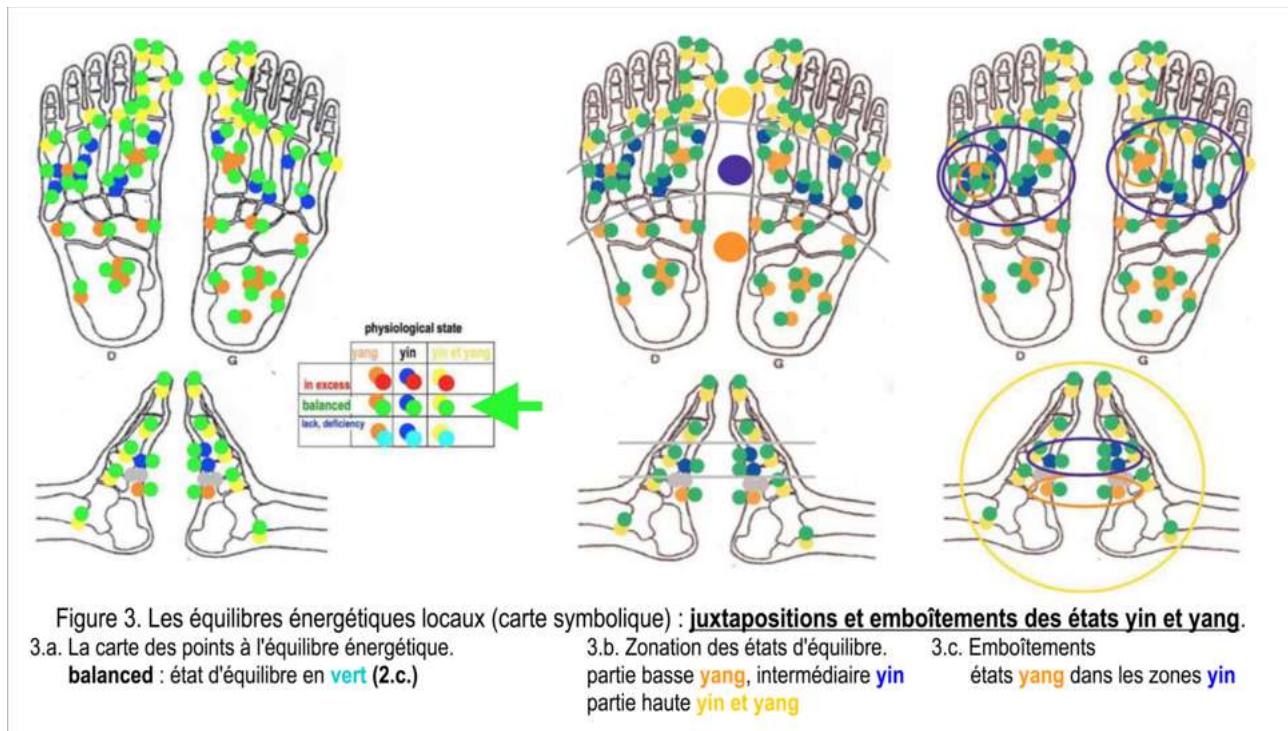 D
G
D
G
physiological state
yang yin yin et yang
in excess
balanced
lack, deficiency
Figure 3. Les équilibres énergétiques locaux (carte symbolique) : juxtapositions et emboîtements des états yin et yang.
3.a. La carte des points à l'équilibre énergétique.
balanced : état d'équilibre en vert (2.c.)
3.b. Zonation des états d'équilibre.
partie basse yang, intermédiaire yin
partie haute yin et yang
3.c. Emboîtements
états yang dans les zones yin